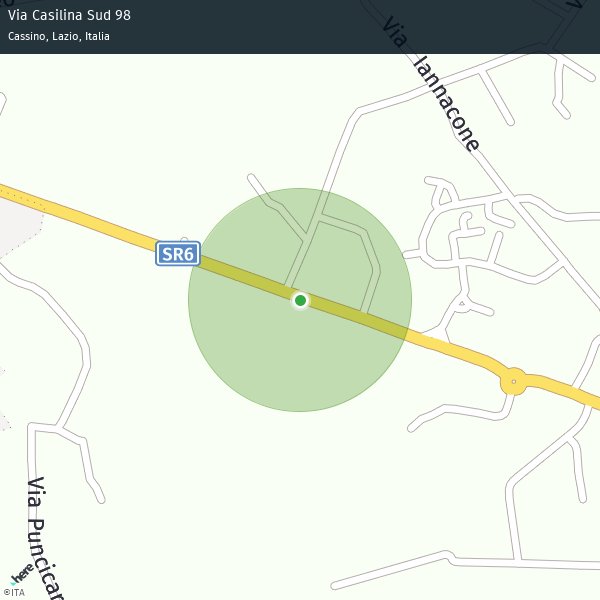 Via Casilina Sud 98
Cassino, Lazio, Italia
Via Iannacone
SR6
Via Puncicar
here
©ITA